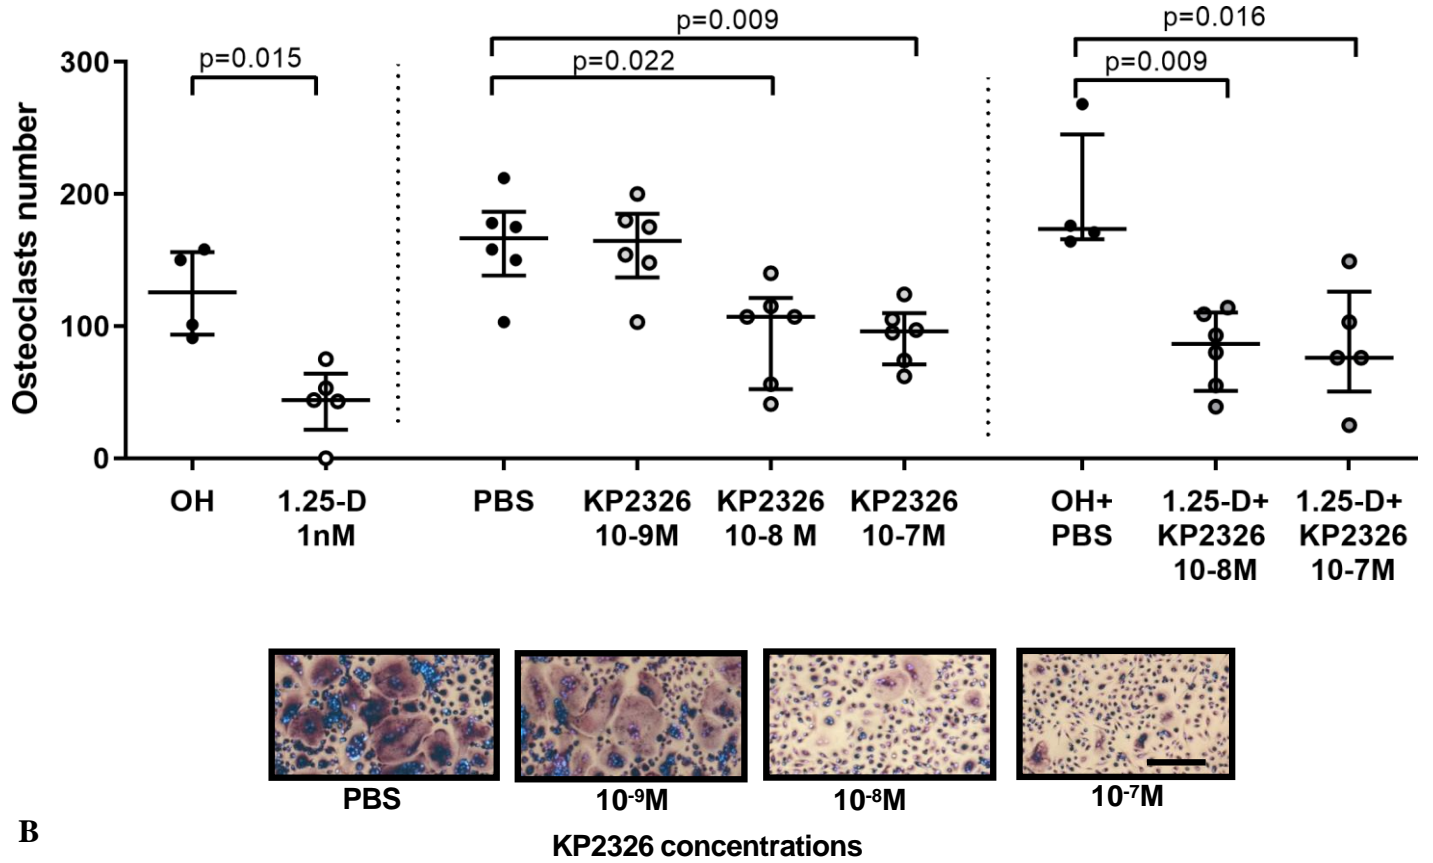 p=0.009
p=0.016
p=0.015
p=0.022
p=0.009
Osteoclasts number
300
200
100
0
OH
1.25-D
1nM
PBS
KP2326
10-9M
KP2326
10-8 M
KP2326
10-7M
OH+
PBS
1.25-D+
KP2326
10-8M
1.25-D+
KP2326
10-7M
PBS
10-9M
10-8M
10-7M
B
KP2326 concentrations